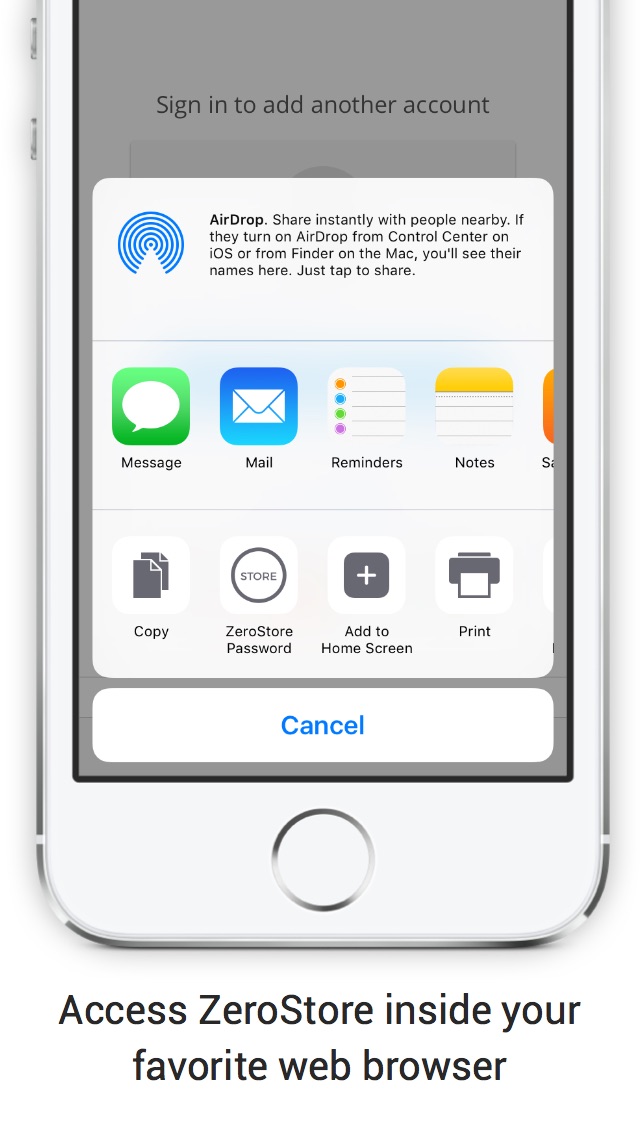 Sign in to add another account
AirDrop. Share instantly with people nearby. If
they turn on AirDrop from Control Center on
iOS or from Finder on the Mac, you'll see their
names here. Just tap to share.
Message
Mail
Reminders
Notes
STORE
Copy
ZeroStore
Password
Add to
Home Screen
Print
Cancel
Access ZeroStore inside your
favorite web browser